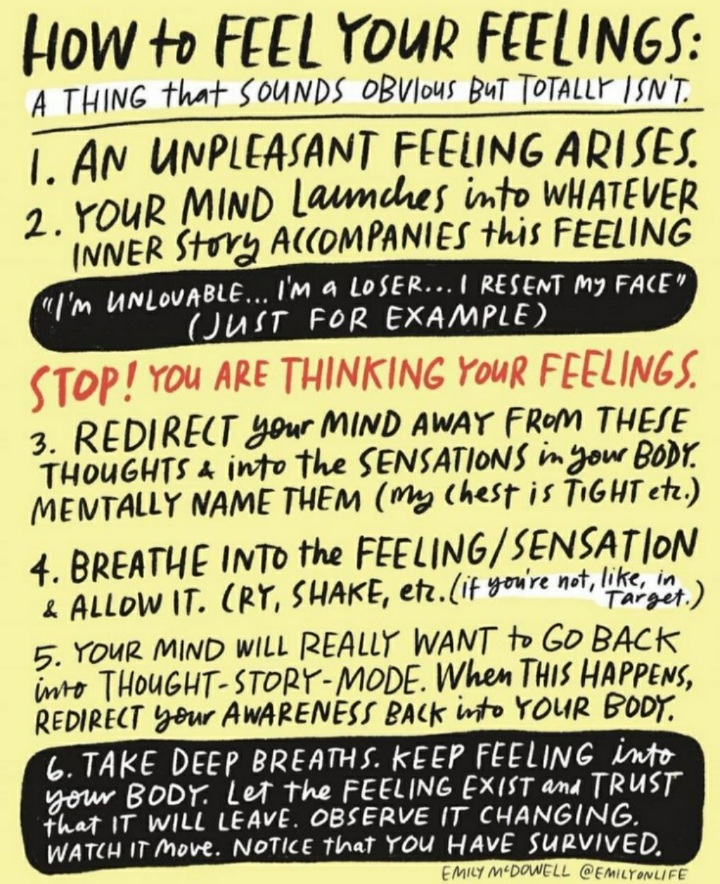 HOW to FEEL YOUR FEELINGS:
A THING that SOUNDS OBVIOUS BUT TOTALLY ISN'T.
1. AN UNPLEASANT FEELING ARISES.
2. YOUR MIND Launches into WHATEVER
INNER Story ACCOMPANIES this FEELING
"I'm UNLOVABLE... I'M a LOSER... I RESENT My FACE"
(JUST FOR EXAMPLE)
STOP! YOU ARE THINKING YOUR FEELINGS.
3. REDIRECT your MIND AWAY FROM THESE
THOUGHTS & into the SENSATIONS in your BODY.
MENTALLY NAME THEM (My Chest is TIGHT etc.)
4. BREATHE INTO the FEELING/SENSATION
& ALLOW IT. CRY, SHAKE, etc. (if you're not, like, in
Target.)
5. YOUR MIND WILL REALLY WANT to GO BACK
into THOUGHT-STORY-MODE. When THIS HAPPENS,
REDIRECT your AWARENESS BACK into YOUR BODY.
6. TAKE DEEP BREATHS. KEEP FEELING into
your BODY. Let the FEELING EXIST and TRUST
that IT WILL LEAVE. OBSERVE IT CHANGING.
WATCH IT Move. NOTICE that YOU HAVE SURVIVED.
EMILY McDOWELL @EMILYONLIFE